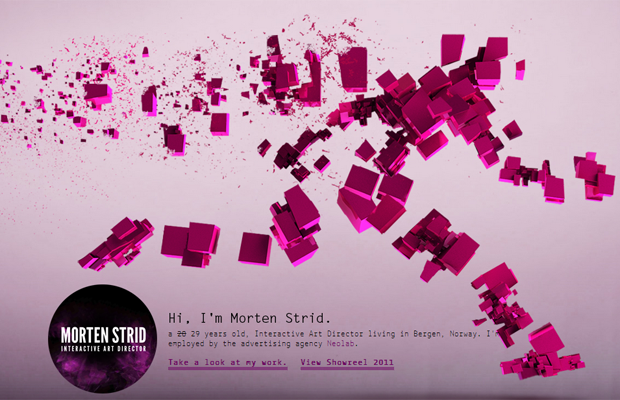 MORTEN STRID
INTERACTIVE ART DIRECTOR
Hi, I'm Morten Strid.
a 28 29 years old, Interactive Art Director living in Bergen, Norway. I'
employed by the advertising agency Neolab.
Take a look at my work. View Showreel 2011